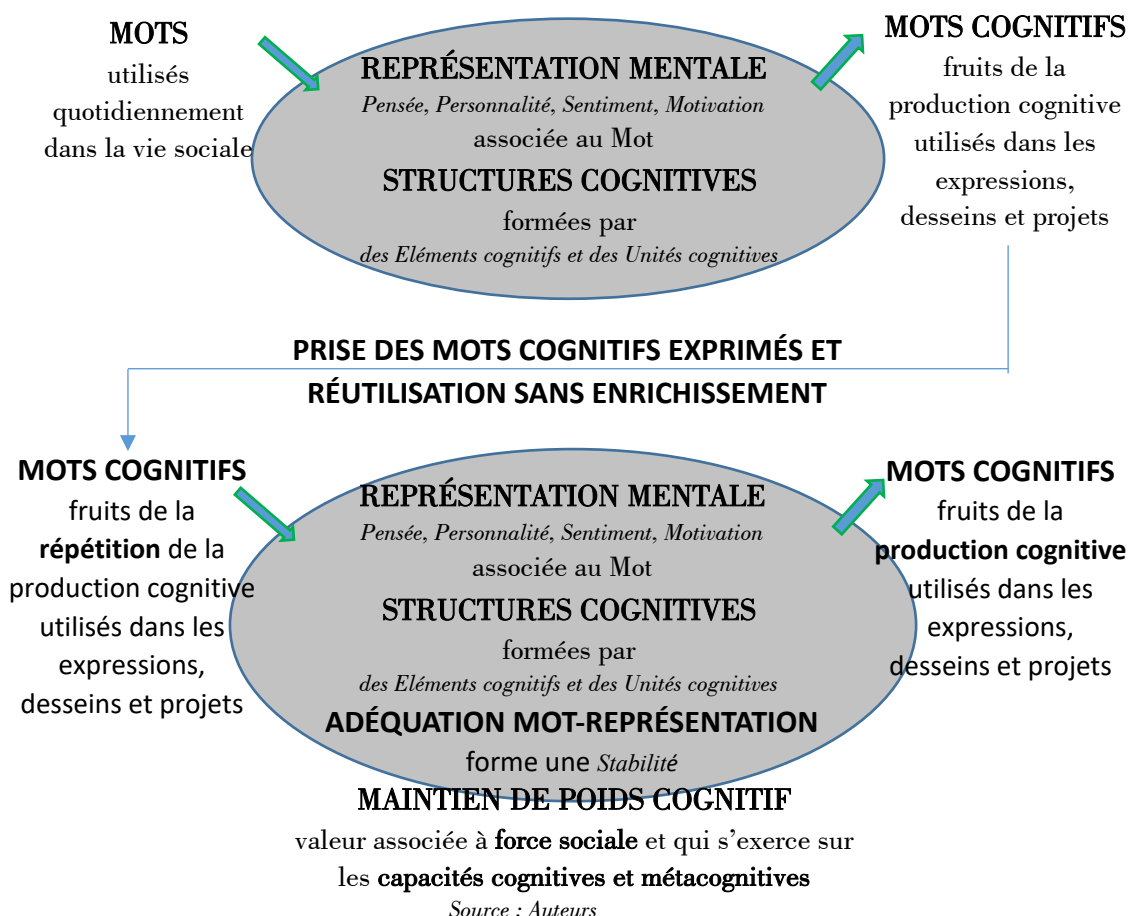 MOTS
utilisés
quotidiennement
dans la vie sociale
REPRÉSENTATION MENTALE
Pensée, Personnalité, Sentiment, Motivation
associée au Mot
STRUCTURES COGNITIVES
formées par
des Eléments cognitifs et des Unités cognitives
MOTS COGNITIFS
fruits de la
production cognitive
utilisés dans les
expressions,
desseins et projets
PRISE DES MOTS COGNITIFS EXPRIMÉS ET
RÉUTILISATION SANS ENRICHISSEMENT
MOTS COGNITIFS
fruits de la
répétition de la
production cognitive
utilisés dans les
expressions,
desseins et projets
REPRÉSENTATION MENTALE
Pensée, Personnalité, Sentiment, Motivation
associée au Mot
STRUCTURES COGNITIVES
formées par
des Eléments cognitifs et des Unités cognitives
ADÉQUATION MOT-REPRÉSENTATION
forme une Stabilité
MOTS COGNITIFS
fruits de la
production cognitive
utilisés dans les
expressions,
desseins et projets
MAINTIEN DE POIDS COGNITIF
valeur associée à force sociale et qui s’exerce sur
les capacités cognitives et métacognitives
Source : Auteurs